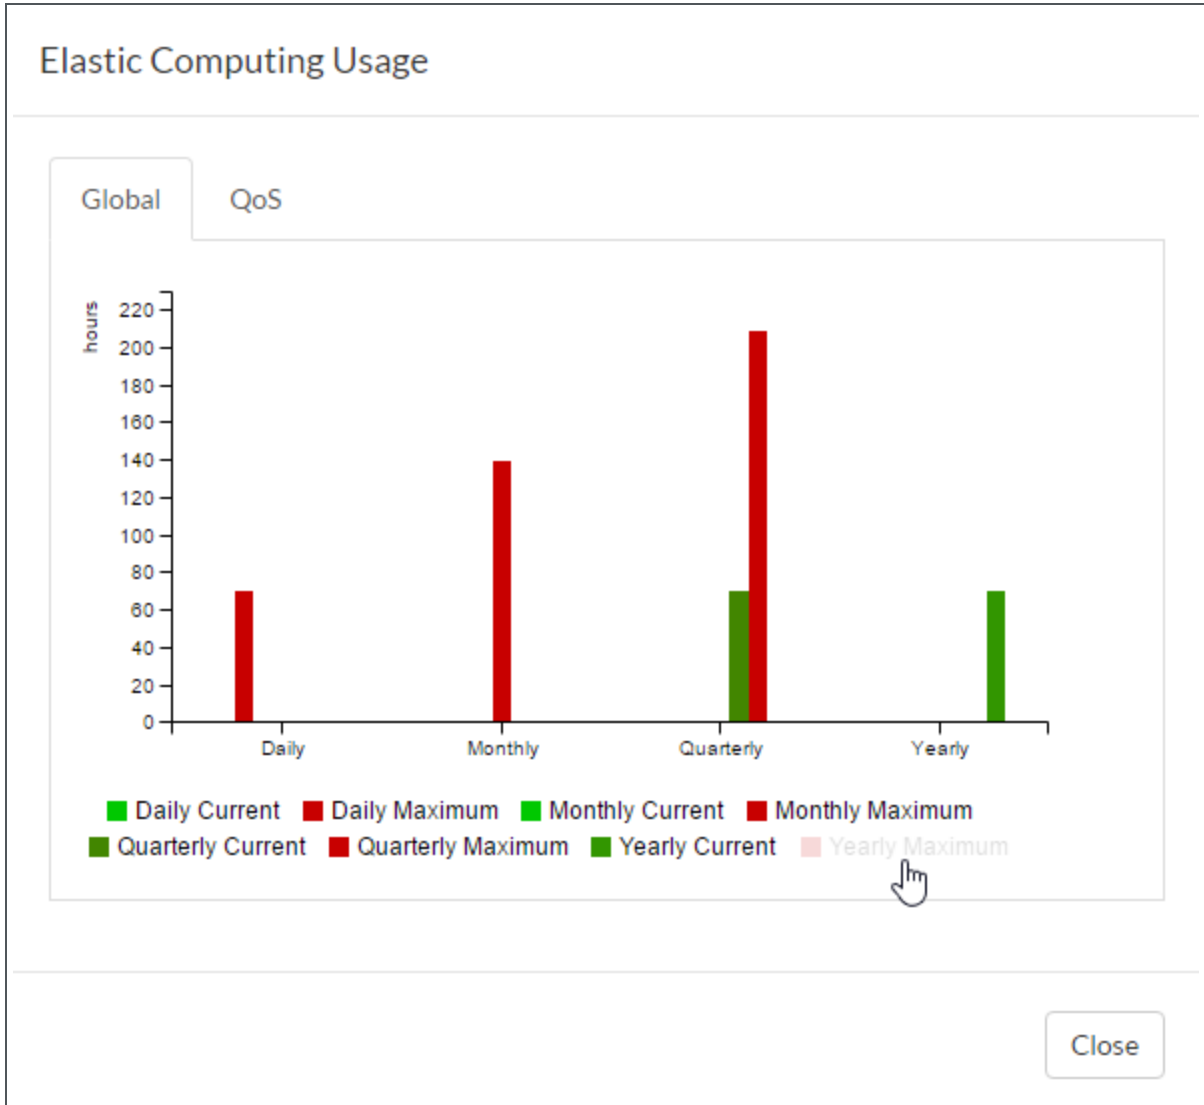 Elastic Computing Usage
Global QoS
hours
220
200
180
160
140
120
100
80
60
40
20
0
Daily Monthly Quarterly Yearly
Daily Current Daily Maximum Monthly Current Monthly Maximum
Quarterly Current Quarterly Maximum Yearly Current Yearly Maximum
Close